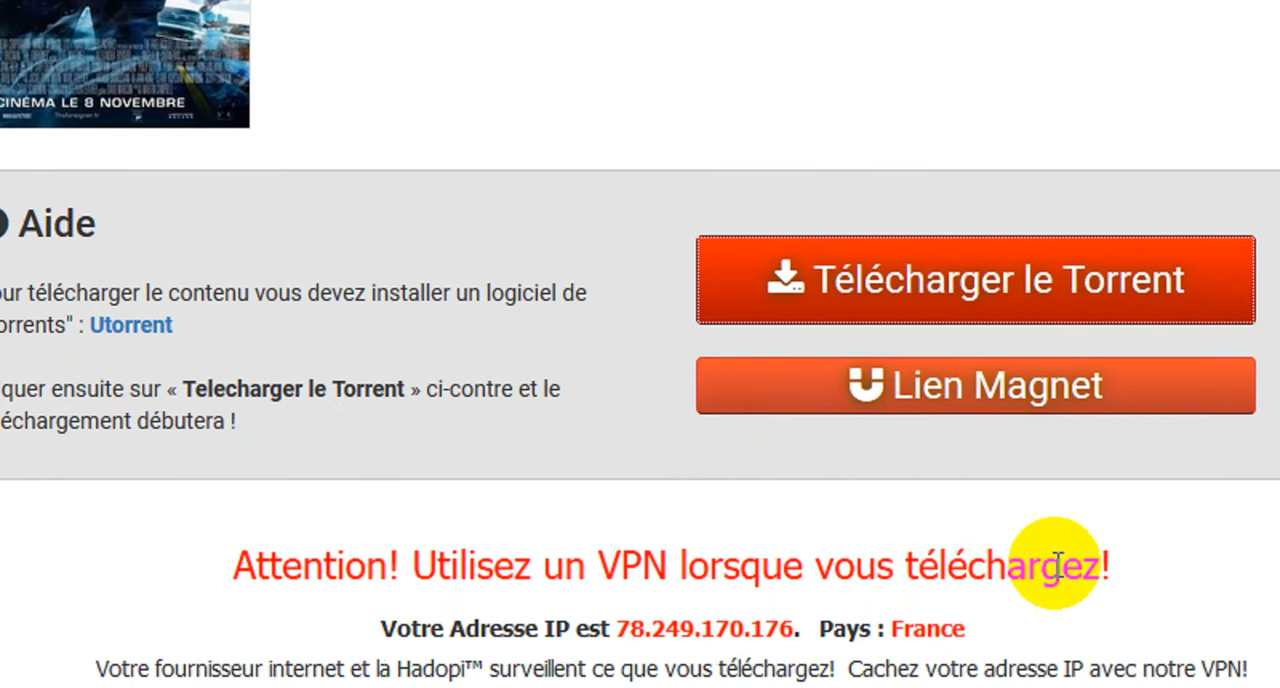 CINÉMA LE 8 NOVEMBRE
Aide
our télécharger le contenu vous devez installer un logiciel de
orrents" : Utorrent
quer ensuite sur « Telecharger le Torrent » ci-contre et le
échargement débutera !
Télécharger le Torrent
Lien Magnet
Attention! Utilisez un VPN lorsque vous téléchargez!
Votre Adresse IP est 78.249.170.176. Pays : France
Votre fournisseur internet et la Hadopi™ surveillent ce que vous téléchargez! Cachez votre adresse IP avec notre VPN!